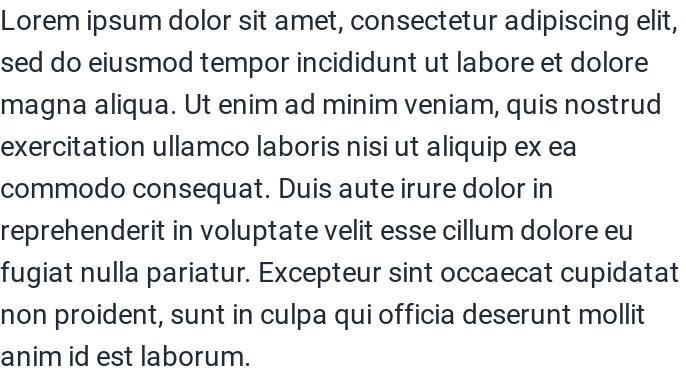 Lorem ipsum dolor sit amet, consectetur adipiscing elit,
sed do eiusmod tempor incididunt ut labore et dolore
magna aliqua. Ut enim ad minim veniam, quis nostrud
exercitation ullamco laboris nisi ut aliquip ex ea
commodo consequat. Duis aute irure dolor in
reprehenderit in voluptate velit esse cillum dolore eu
fugiat nulla pariatur. Excepteur sint occaecat cupidatat
non proident, sunt in culpa qui officia deserunt mollit
anim id est laborum.